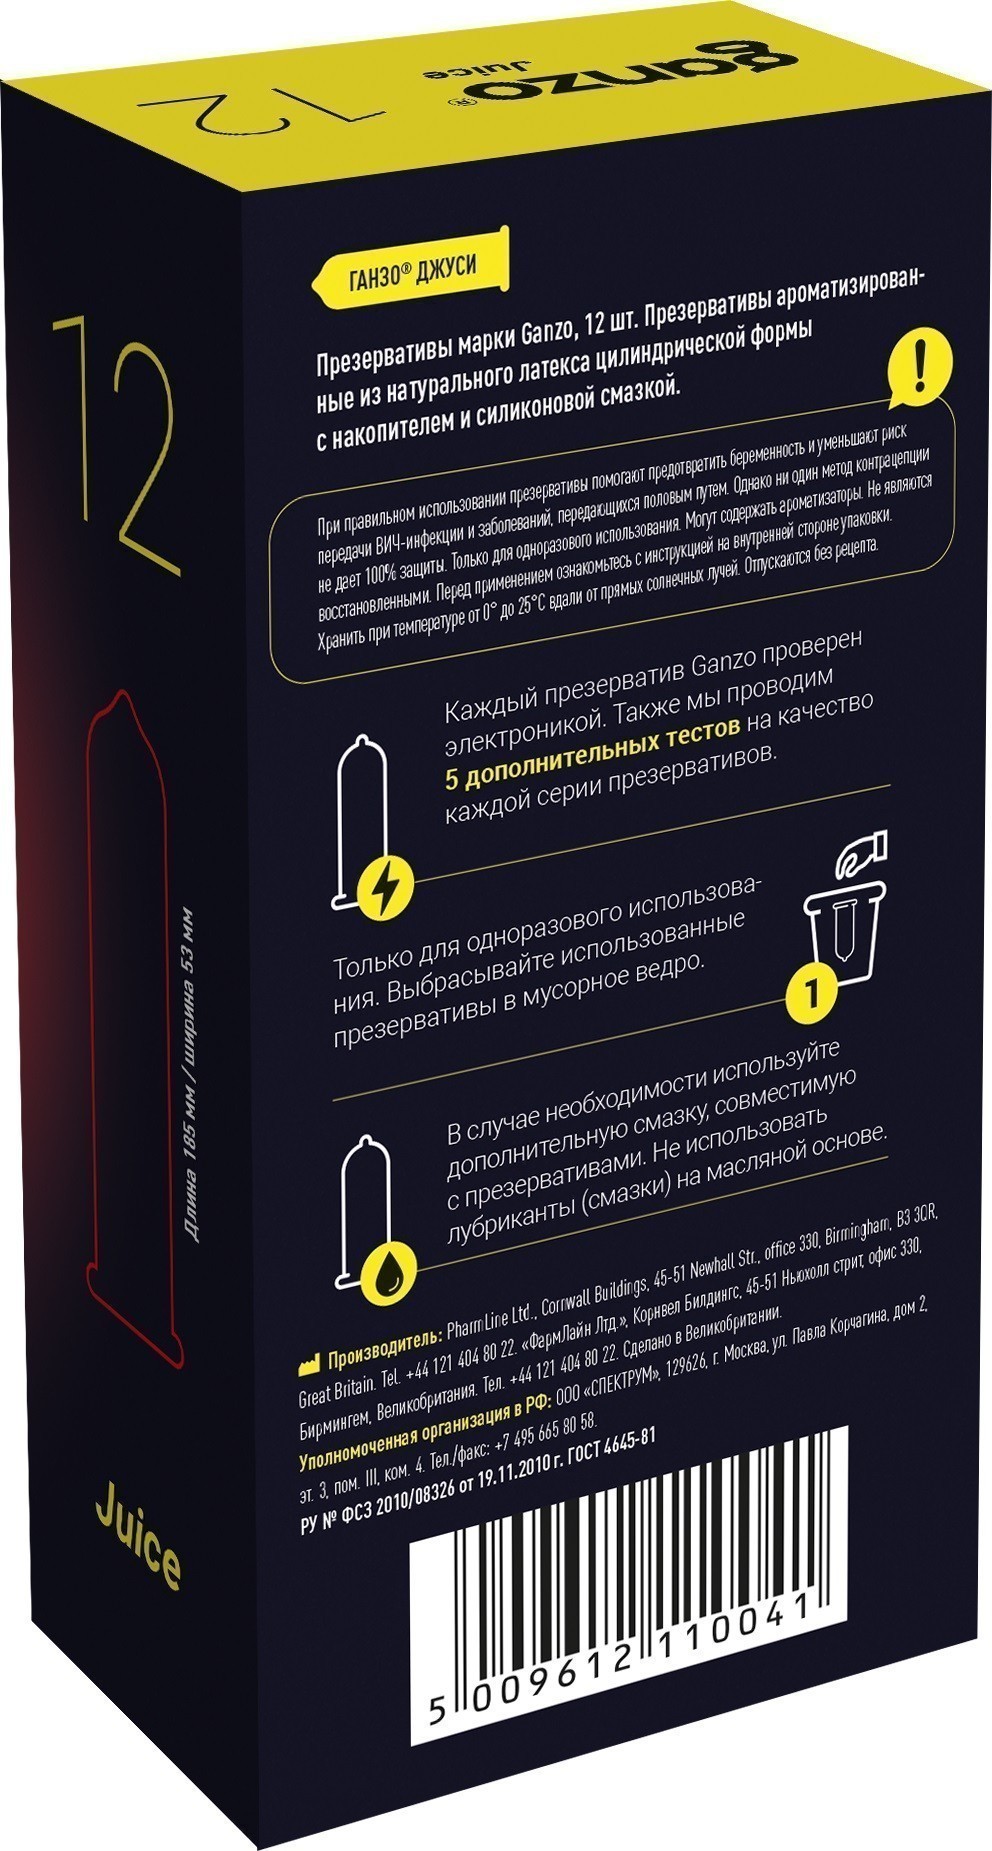 ganzo®
Juice
12
12
Длина 185 мм / ширина 53 мм
Juice
ГАНЗО® ДЖУСИ
Презервативы марки Ganzo, 12 шт. Презервативы ароматизирован-
ные из натурального латекса цилиндрической формы
с накопителем и силиконовой смазкой.
!
При правильном использовании презервативы помогают предотвратить беременность и уменьшают риск
передачи ВИЧ-инфекции и заболеваний, передающихся половым путем. Однако ни один метод контрацепции
не дает 100% защиты. Только для одноразового использования. Могут содержать ароматизаторы. Не являются
восстановленными. Перед применением ознакомьтесь с инструкцией на внутренней стороне упаковки.
Хранить при температуре от 0° до 25°C вдали от прямых солнечных лучей. Отпускаются без рецепта.
Каждый презерватив Ganzo проверен
электроникой. Также мы проводим
5 дополнительных тестов на качество
каждой серии презервативов.
Только для одноразового использова-
ния. Выбрасывайте использованные
презервативы в мусорное ведро.
1
В случае необходимости используйте
дополнительную смазку, совместимую
с презервативами. Не использовать
лубриканты (смазки) на масляной основе.
Производитель: PharmLine Ltd., Cornwall Buildings, 45-51 Newhall Str., office 330, Birmingham, B3 3QR,
Great Britain. Tel. +44 121 404 80 22. «ФармЛайн Лтд.», Корнвел Билдингс, 45-51 Ньюхолл стрит, офис 330,
Бирмингем, Великобритания. Тел. +44 121 404 80 22. Сделано в Великобритании.
Уполномоченная организация в РФ: ООО «СПЕКТРУМ», 129626, г. Москва, ул. Павла Корчагина, дом 2,
эт. 3, пом. III, ком. 4. Тел./факс: +7 495 665 80 58.
РУ № ФСЗ 2010/08326 от 19.11.2010 г. ГОСТ 4645-81
5 009612 110041